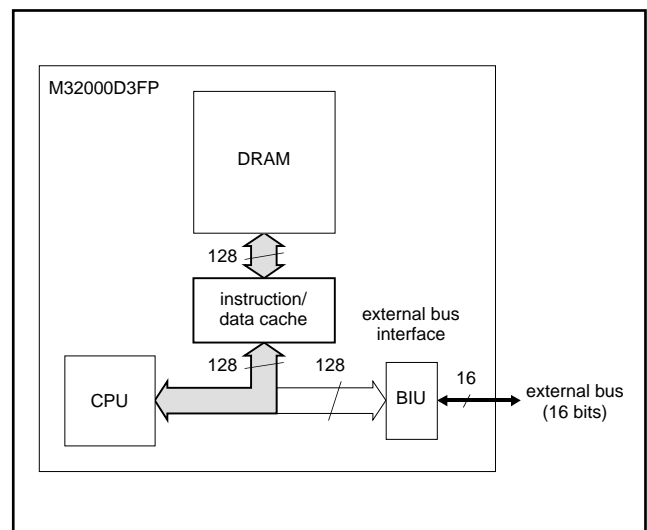 M32000D3FP
DRAM
128
instruction/
data cache
external bus
interface
128
128
16
CPU
BIU
external bus
(16 bits)